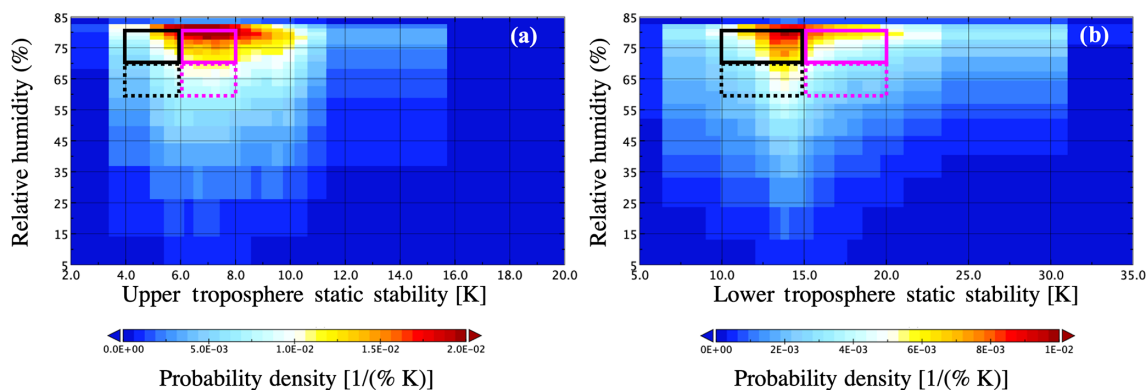 85
75
65
55
45
35
25
15
5
Relative humidity (%)
(a)
2.0 4.0 6.0 8.0 10.0 12.0 14.0 16.0 18.0 20.0
Upper troposphere static stability [K]
0.0E+00 5.0E-03 1.0E-02 1.5E-02 2.0E-02
Probability density [1/(% K)]
85
75
65
55
45
35
25
15
5
Relative humidity (%)
(b)
5.0 10.0 15.0 20.0 25.0 30.0 35.0
Lower troposphere static stability [K]
0E+00 2E-03 4E-03 6E-03 8E-03 1E-02
Probability density [1/(% K)]